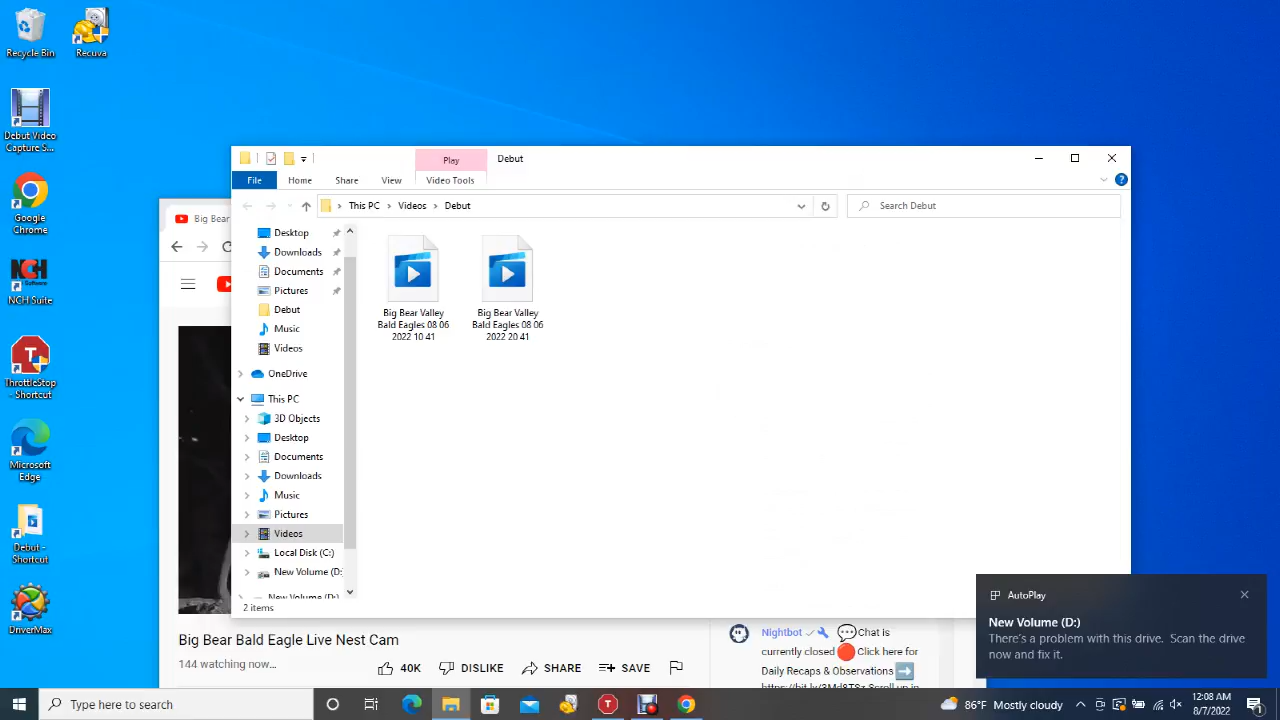 Recycle Bin
Recuva
Debut Video
Capture S...
Google
Chrome
NCH
Software
NCH Suite
T
ThrottleStop
- Shortcut
Microsoft
Edge
Debut -
Shortcut
DriverMax
Big Bear
Play
Debut
File
Home
Share
View
Video Tools
This PC
Videos
Debut
Search Debut
Desktop
Downloads
Documents
Pictures
Debut
Music
Videos
OneDrive
This PC
3D Objects
Desktop
Documents
Downloads
Music
Pictures
Videos
Local Disk (C:)
New Volume (D:
New Volume (D:)
2 items
Big Bear Valley
Bald Eagles 08 06
2022 10 41
Big Bear Valley
Bald Eagles 08 06
2022 20 41
Big Bear Bald Eagle Live Nest Cam
144 watching now...
40K
DISLIKE
SHARE
SAVE
Nightbot
Chat is
currently closed
Click here for
Daily Recaps & Observations
AutoPlay
New Volume (D:)
There's a problem with this drive. Scan the drive
now and fix it.
Type here to search
T
86°F Mostly cloudy
12:08 AM
8/7/2022
1